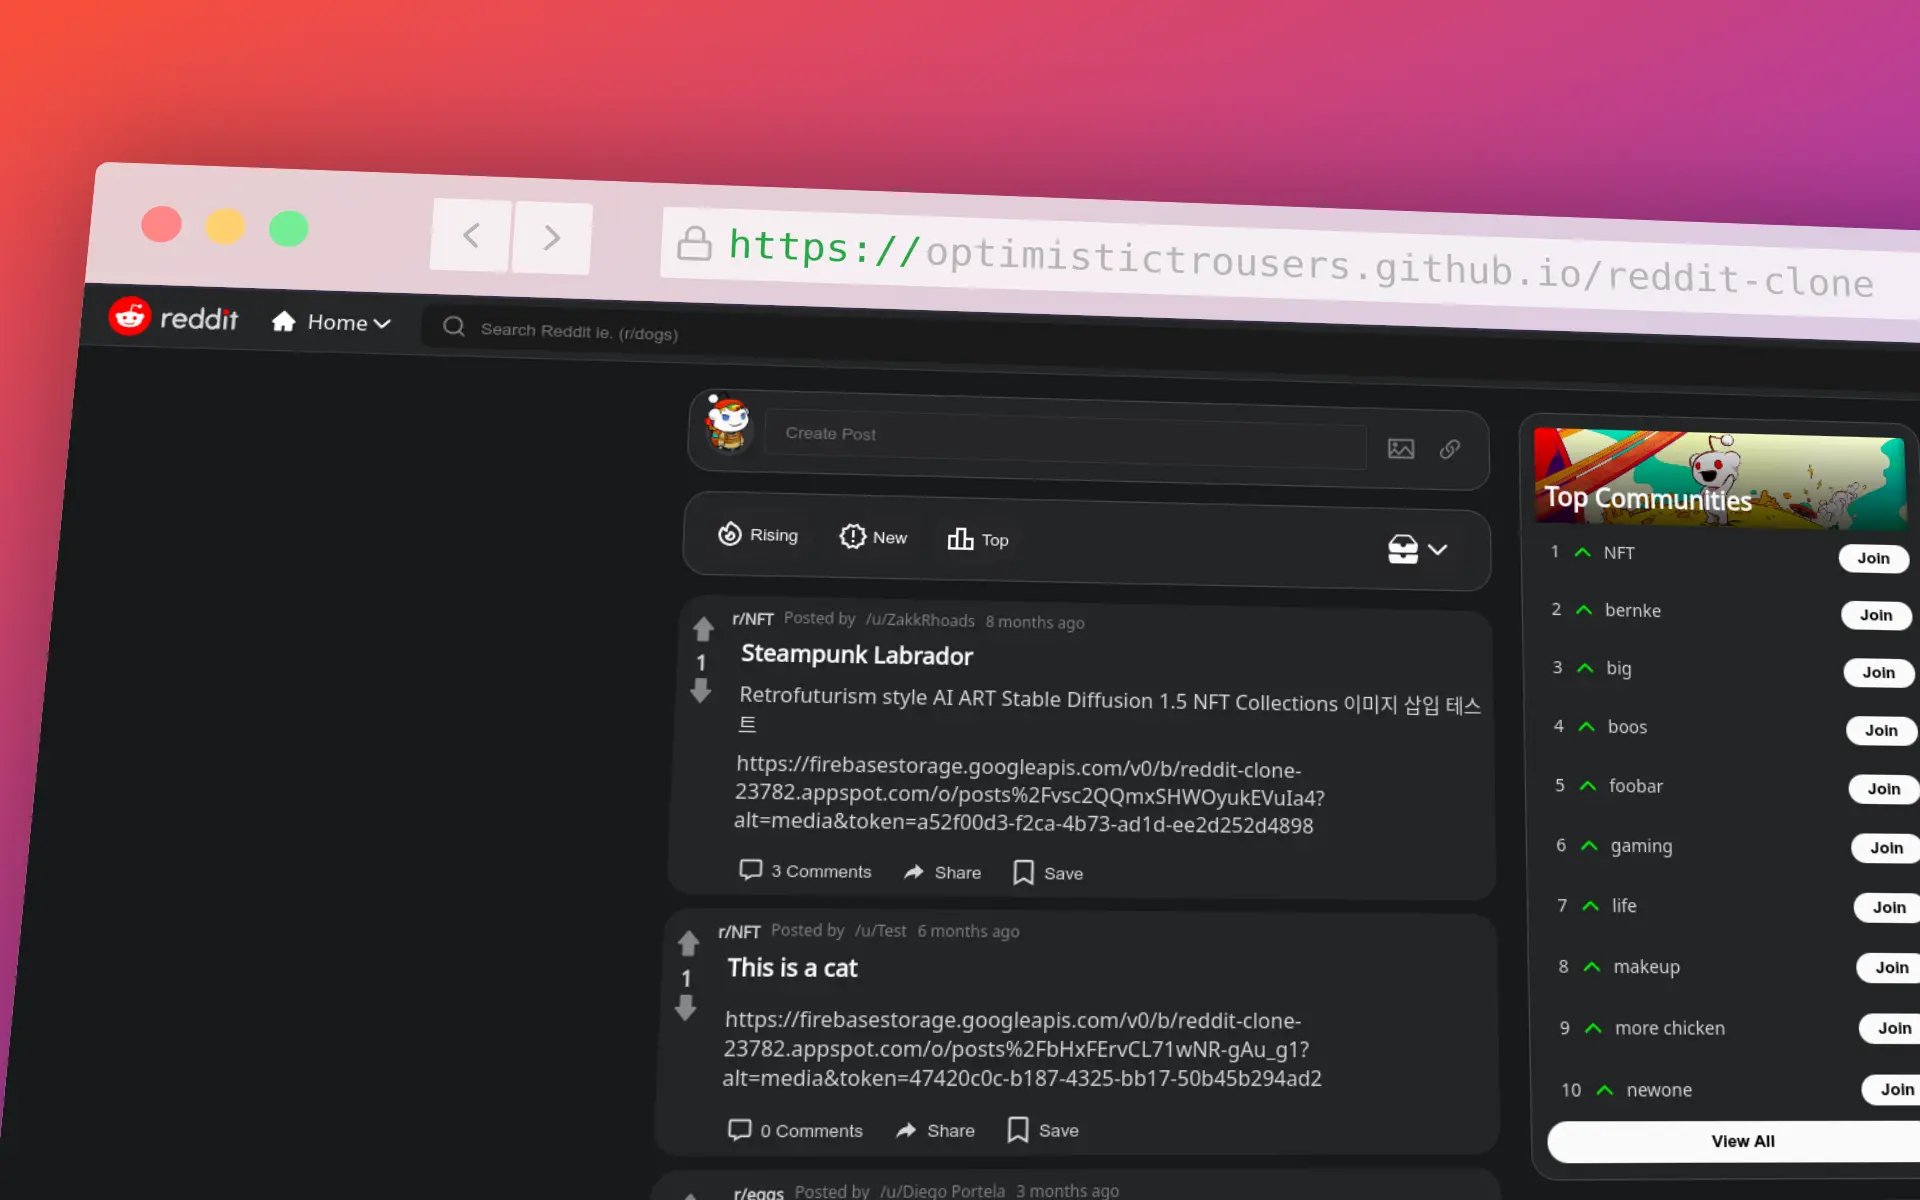 https://optimistictrousers.github.io/reddit-clone
reddit
Home
Search Reddit ie. (r/dogs)
Create Post
Rising
New
Top
r/NFT Posted by /u/ZakkRhoads 8 months ago
1
Steampunk Labrador
Retrofuturism style AI ART Stable Diffusion 1.5 NFT Collections 이미지 삽입 테스
트
https://firebasestorage.googleapis.com/v0/b/reddit-clone-
23782.appspot.com/o/posts%2Fvsc2QQmxSHWOyukEVuIa4?
alt=media&token=a52f00d3-f2ca-4b73-ad1d-ee2d252d4898
3 Comments Share Save
r/NFT Posted by /u/Test 6 months ago
1
This is a cat
https://firebasestorage.googleapis.com/v0/b/reddit-clone-
23782.appspot.com/o/posts%2FbHxFErvCL71wNR-gAu_g1?
alt=media&token=47420c0c-b187-4325-bb17-50b45b294ad2
0 Comments Share Save
r/eggs Posted by /u/Diego Portela 3 months ago
Top Communities
1 NFT Join
2 bernke Join
3 big Join
4 boos Join
5 foobar Join
6 gaming Join
7 life Join
8 makeup Join
9 more chicken Join
10 newone Join
View All